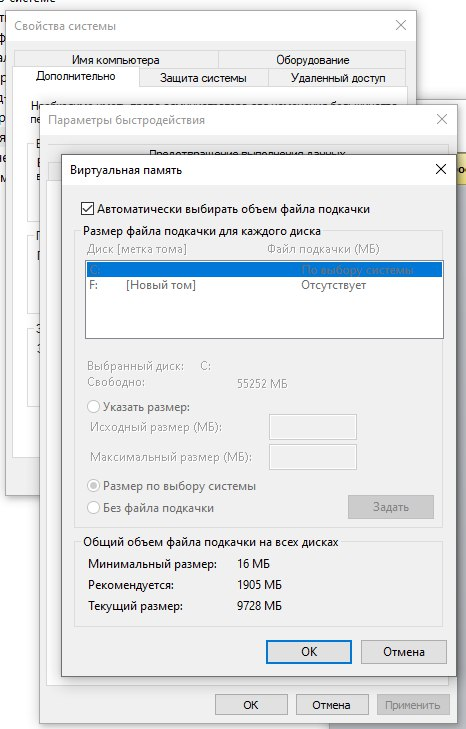 Свойства системы
Имя компьютера Оборудование
Дополнительно Защита системы Удаленный доступ
Параметры быстродействия
Виртуальная память
Автоматически выбирать объем файла подкачки
Размер файла подкачки для каждого диска
Диск [метка тома] Файл подкачки (МБ)
C: По выбору системы
F: [Новый том] Отсутствует
Выбранный диск: C:
Свободно: 55252 МБ
Указать размер:
Исходный размер (МБ):
Максимальный размер (МБ):
Размер по выбору системы
Без файла подкачки Задать
Общий объем файла подкачки на всех дисках
Минимальный размер: 16 МБ
Рекомендуется: 1905 МБ
Текущий размер: 9728 МБ
ОК Отмена
ОК Отмена Применить